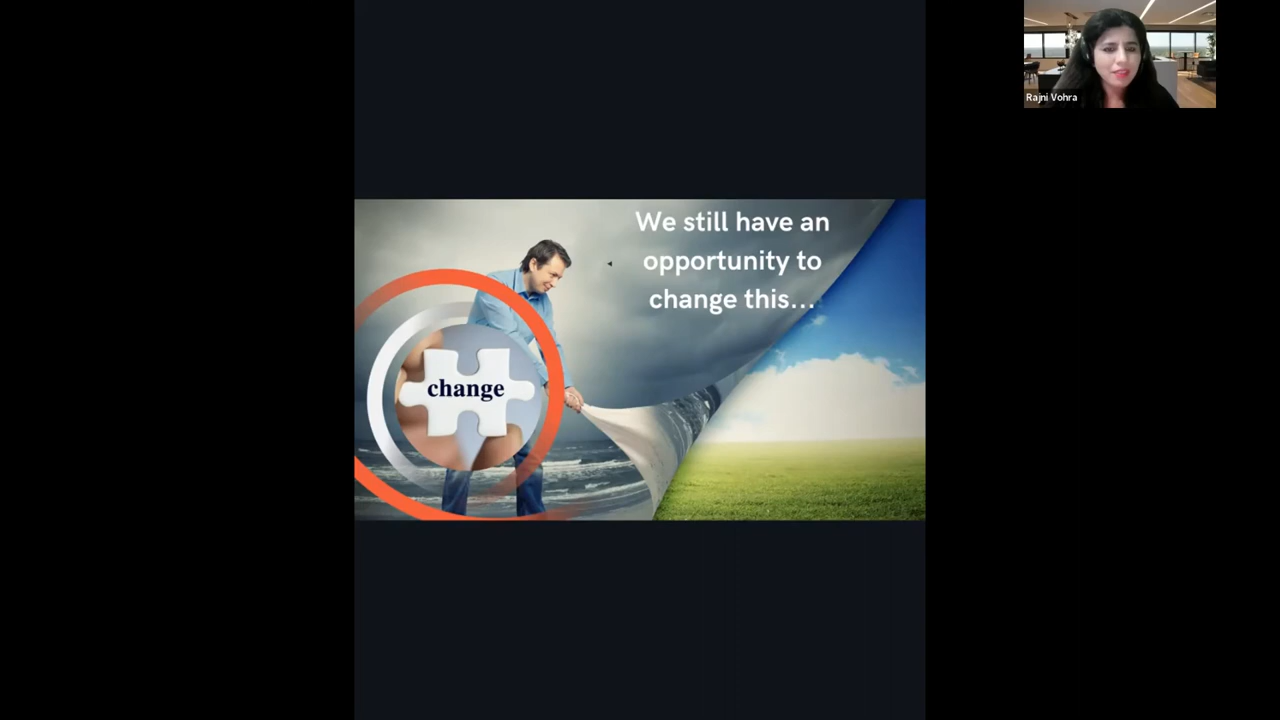 Rajni Vohra
We still have an
opportunity to
change this...
change